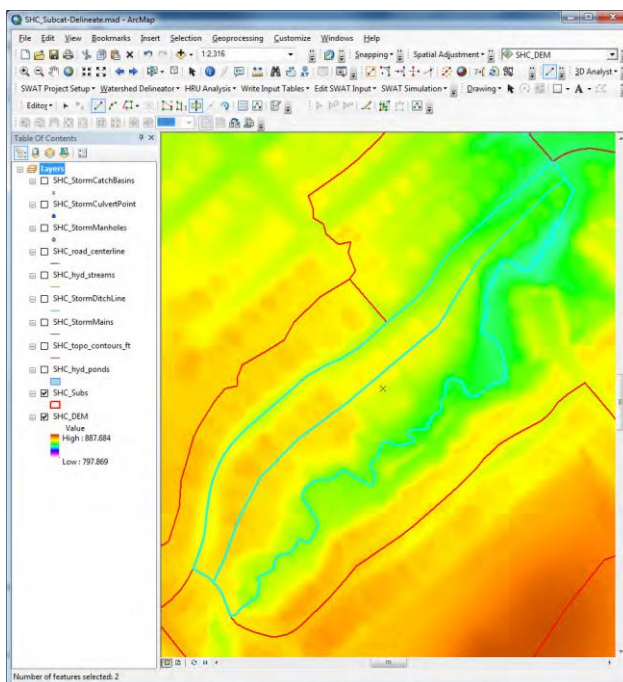 SHC_Subcat-Delineate.mxd - ArcMap
File Edit View Bookmarks Insert Selection Geoprocessing Customize Windows Help
1:2,316 Snapping Spatial Adjustment SHC_DEM
3D Analyst
SWAT Project Setup Watershed Delineator HRU Analysis Write Input Tables Edit SWAT Input SWAT Simulation Drawing A
Editor
Table Of Contents
Layers
SHC_StormCatchBasins
SHC_StormCulvertPoint
SHC_StormManholes
SHC_road_centerline
SHC_hyd_streams
SHC_StormDitchLine
SHC_StormMains
SHC_topo_contours_ft
SHC_hyd_ponds
SHC_Subs
SHC_DEM
Value
High : 887.684
Low : 797.869
Number of features selected: 2